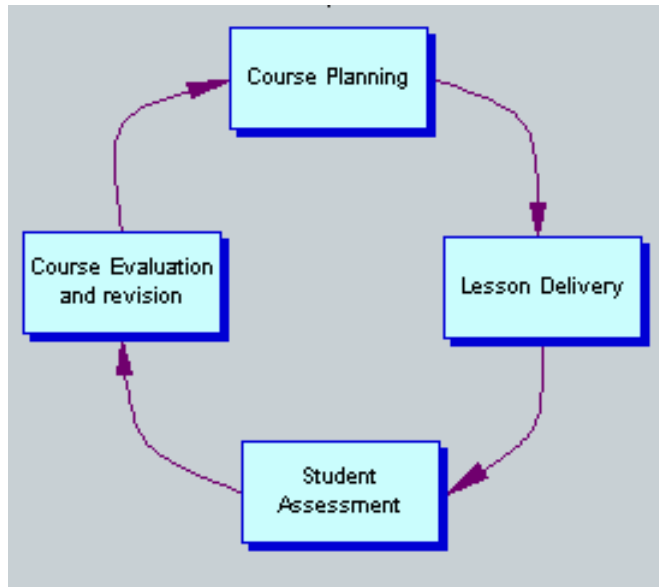 Course Planning
Lesson Delivery
Student
Assessment
Course Evaluation
and revision